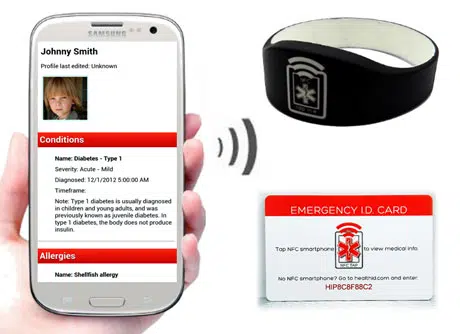 SAMSUNG
Johnny Smith
Profile last edited: Unknown
Conditions
Name: Diabetes - Type 1
Severity: Acute - Mild
Diagnosed: 12/1/2012 5:00:00 AM
Timeframe:
Note: Type 1 diabetes is usually diagnosed
in children and young adults, and was
previously known as juvenile diabetes. In
type 1 diabetes, the body does not produce
insulin.
Allergies
Name: Shellfish allergy
EMERGENCY I.D. CARD
Tap NFC smartphone
to view medical info.
NFC TAP
No NFC smartphone? Go to healthid.com and enter:
HIP8C8F88C2